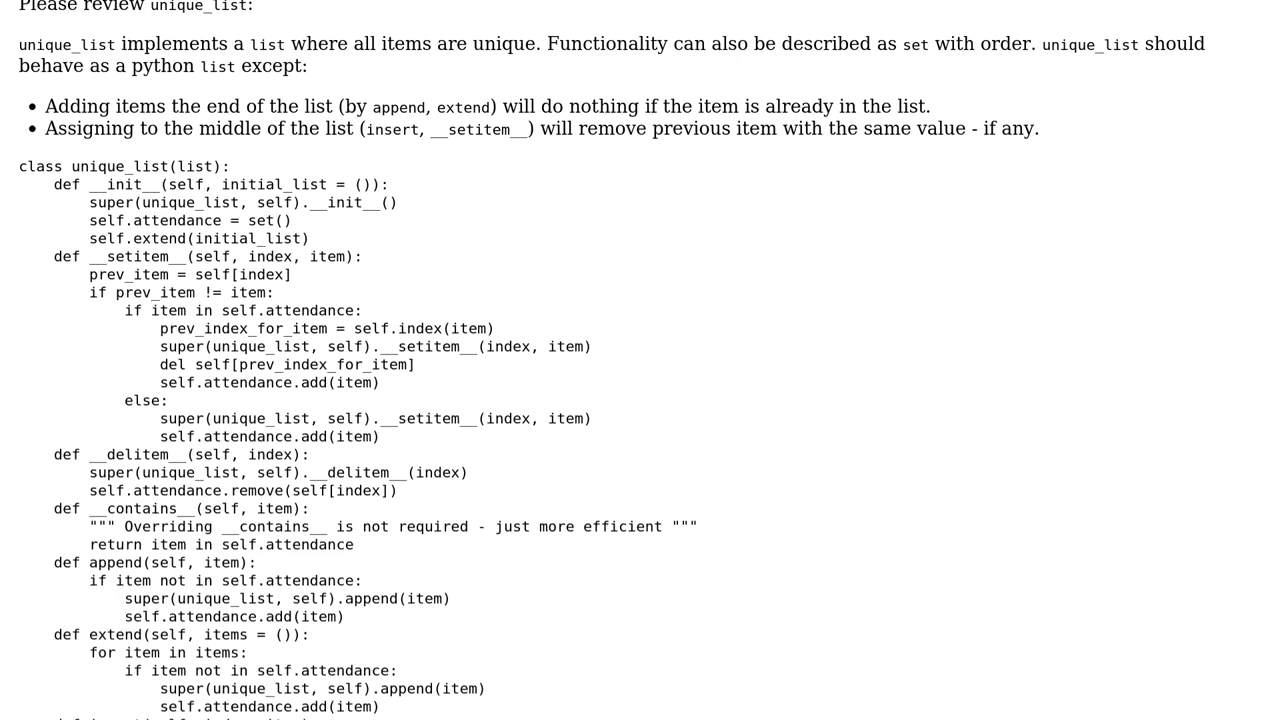 Please review unique_list:
unique_list implements a list where all items are unique. Functionality can also be described as set with order. unique_list should
behave as a python list except:
• Adding items the end of the list (by append, extend) will do nothing if the item is already in the list.
• Assigning to the middle of the list (insert, __setitem__) will remove previous item with the same value - if any.
class unique_list(list):
    def __init__(self, initial_list = ()):
        super(unique_list, self).__init__()
        self.attendance = set()
        self.extend(initial_list)
    def __setitem__(self, index, item):
        prev_item = self[index]
        if prev_item != item:
            if item in self.attendance:
                prev_index_for_item = self.index(item)
                super(unique_list, self).__setitem__(index, item)
                del self[prev_index_for_item]
                self.attendance.add(item)
            else:
                super(unique_list, self).__setitem__(index, item)
                self.attendance.add(item)
    def __delitem__(self, index):
        super(unique_list, self).__delitem__(index)
        self.attendance.remove(self[index])
    def __contains__(self, item):
        """ Overriding __contains__ is not required - just more efficient """
        return item in self.attendance
    def append(self, item):
        if item not in self.attendance:
            super(unique_list, self).append(item)
            self.attendance.add(item)
    def extend(self, items = ()):
        for item in items:
            if item not in self.attendance:
                super(unique_list, self).append(item)
                self.attendance.add(item)